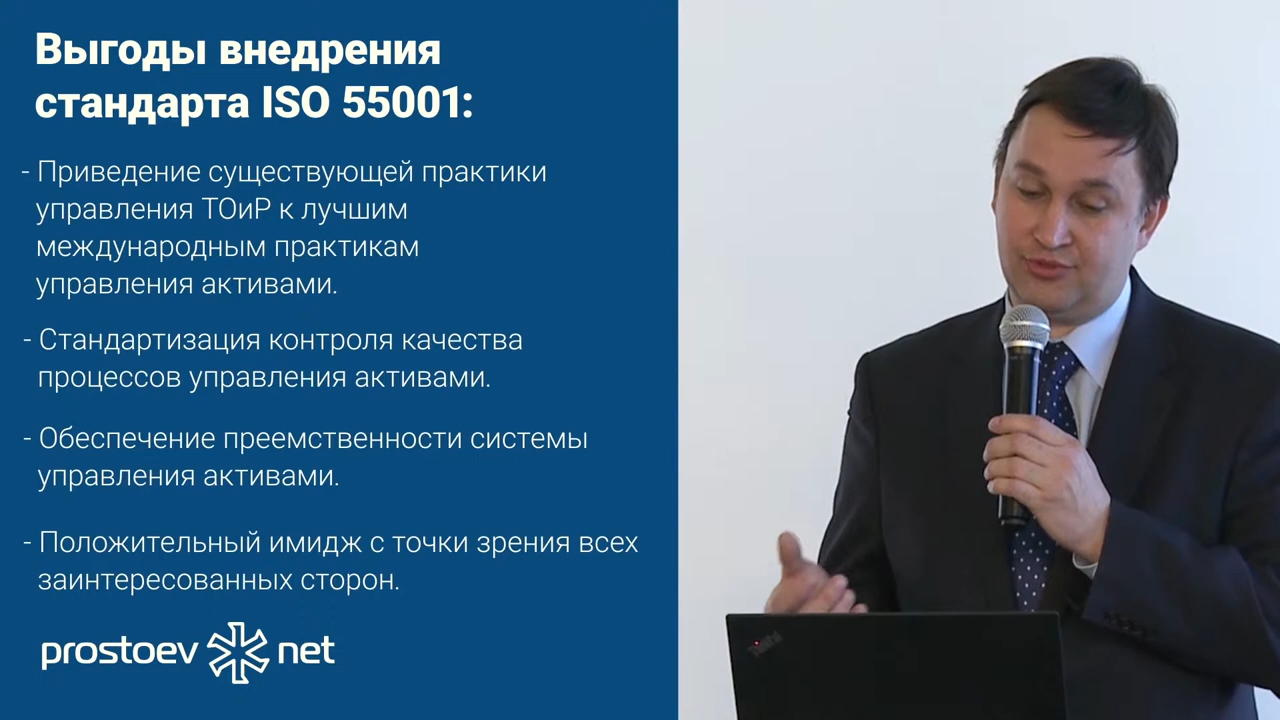 Выгоды внедрения
стандарта ISO 55001:
- Приведение существующей практики
управления ТОиР к лучшим
международным практикам
управления активами.
- Стандартизация контроля качества
процессов управления активами.
- Обеспечение преемственности системы
управления активами.
- Положительный имидж с точки зрения всех
заинтересованных сторон.
prostoev net